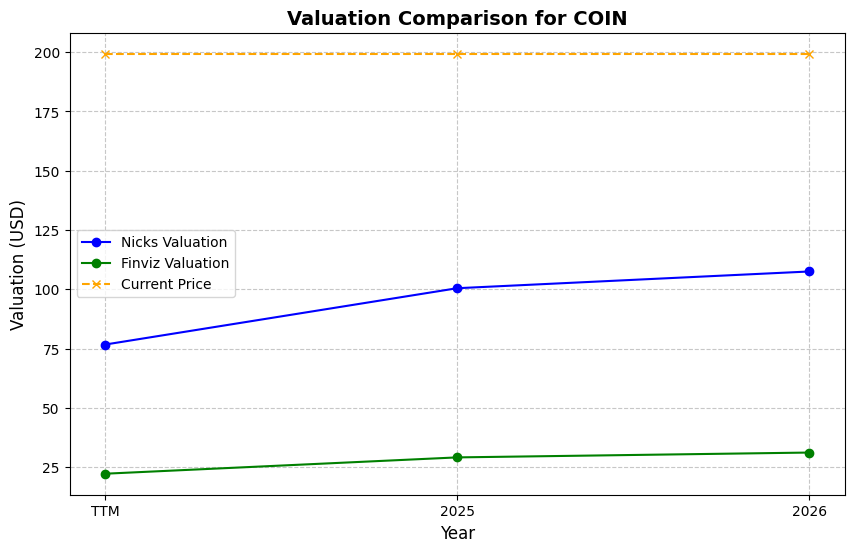 Valuation Comparison for COIN
200
175
150
125
100
75
50
25
Valuation (USD)
Nicks Valuation
Finviz Valuation
Current Price
TTM
2025
2026
Year